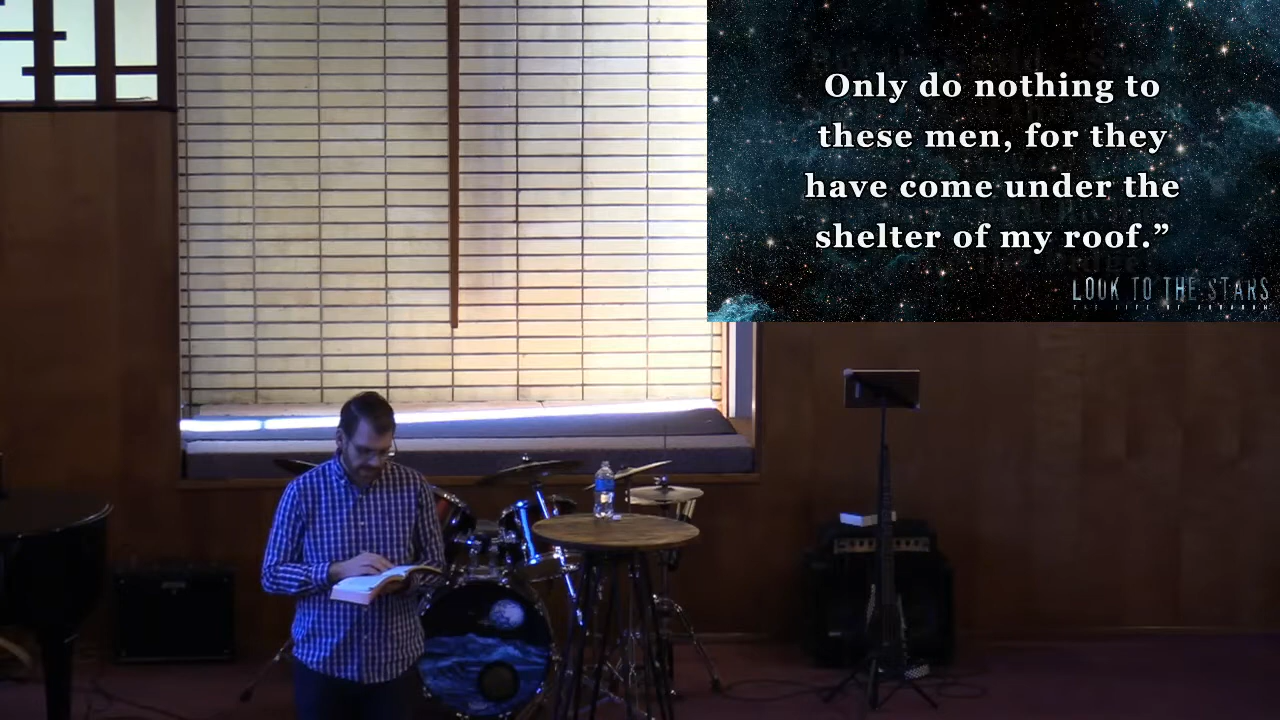 Only do nothing to
these men, for they
have come under the
shelter of my roof.”
LOOK TO THE STARS